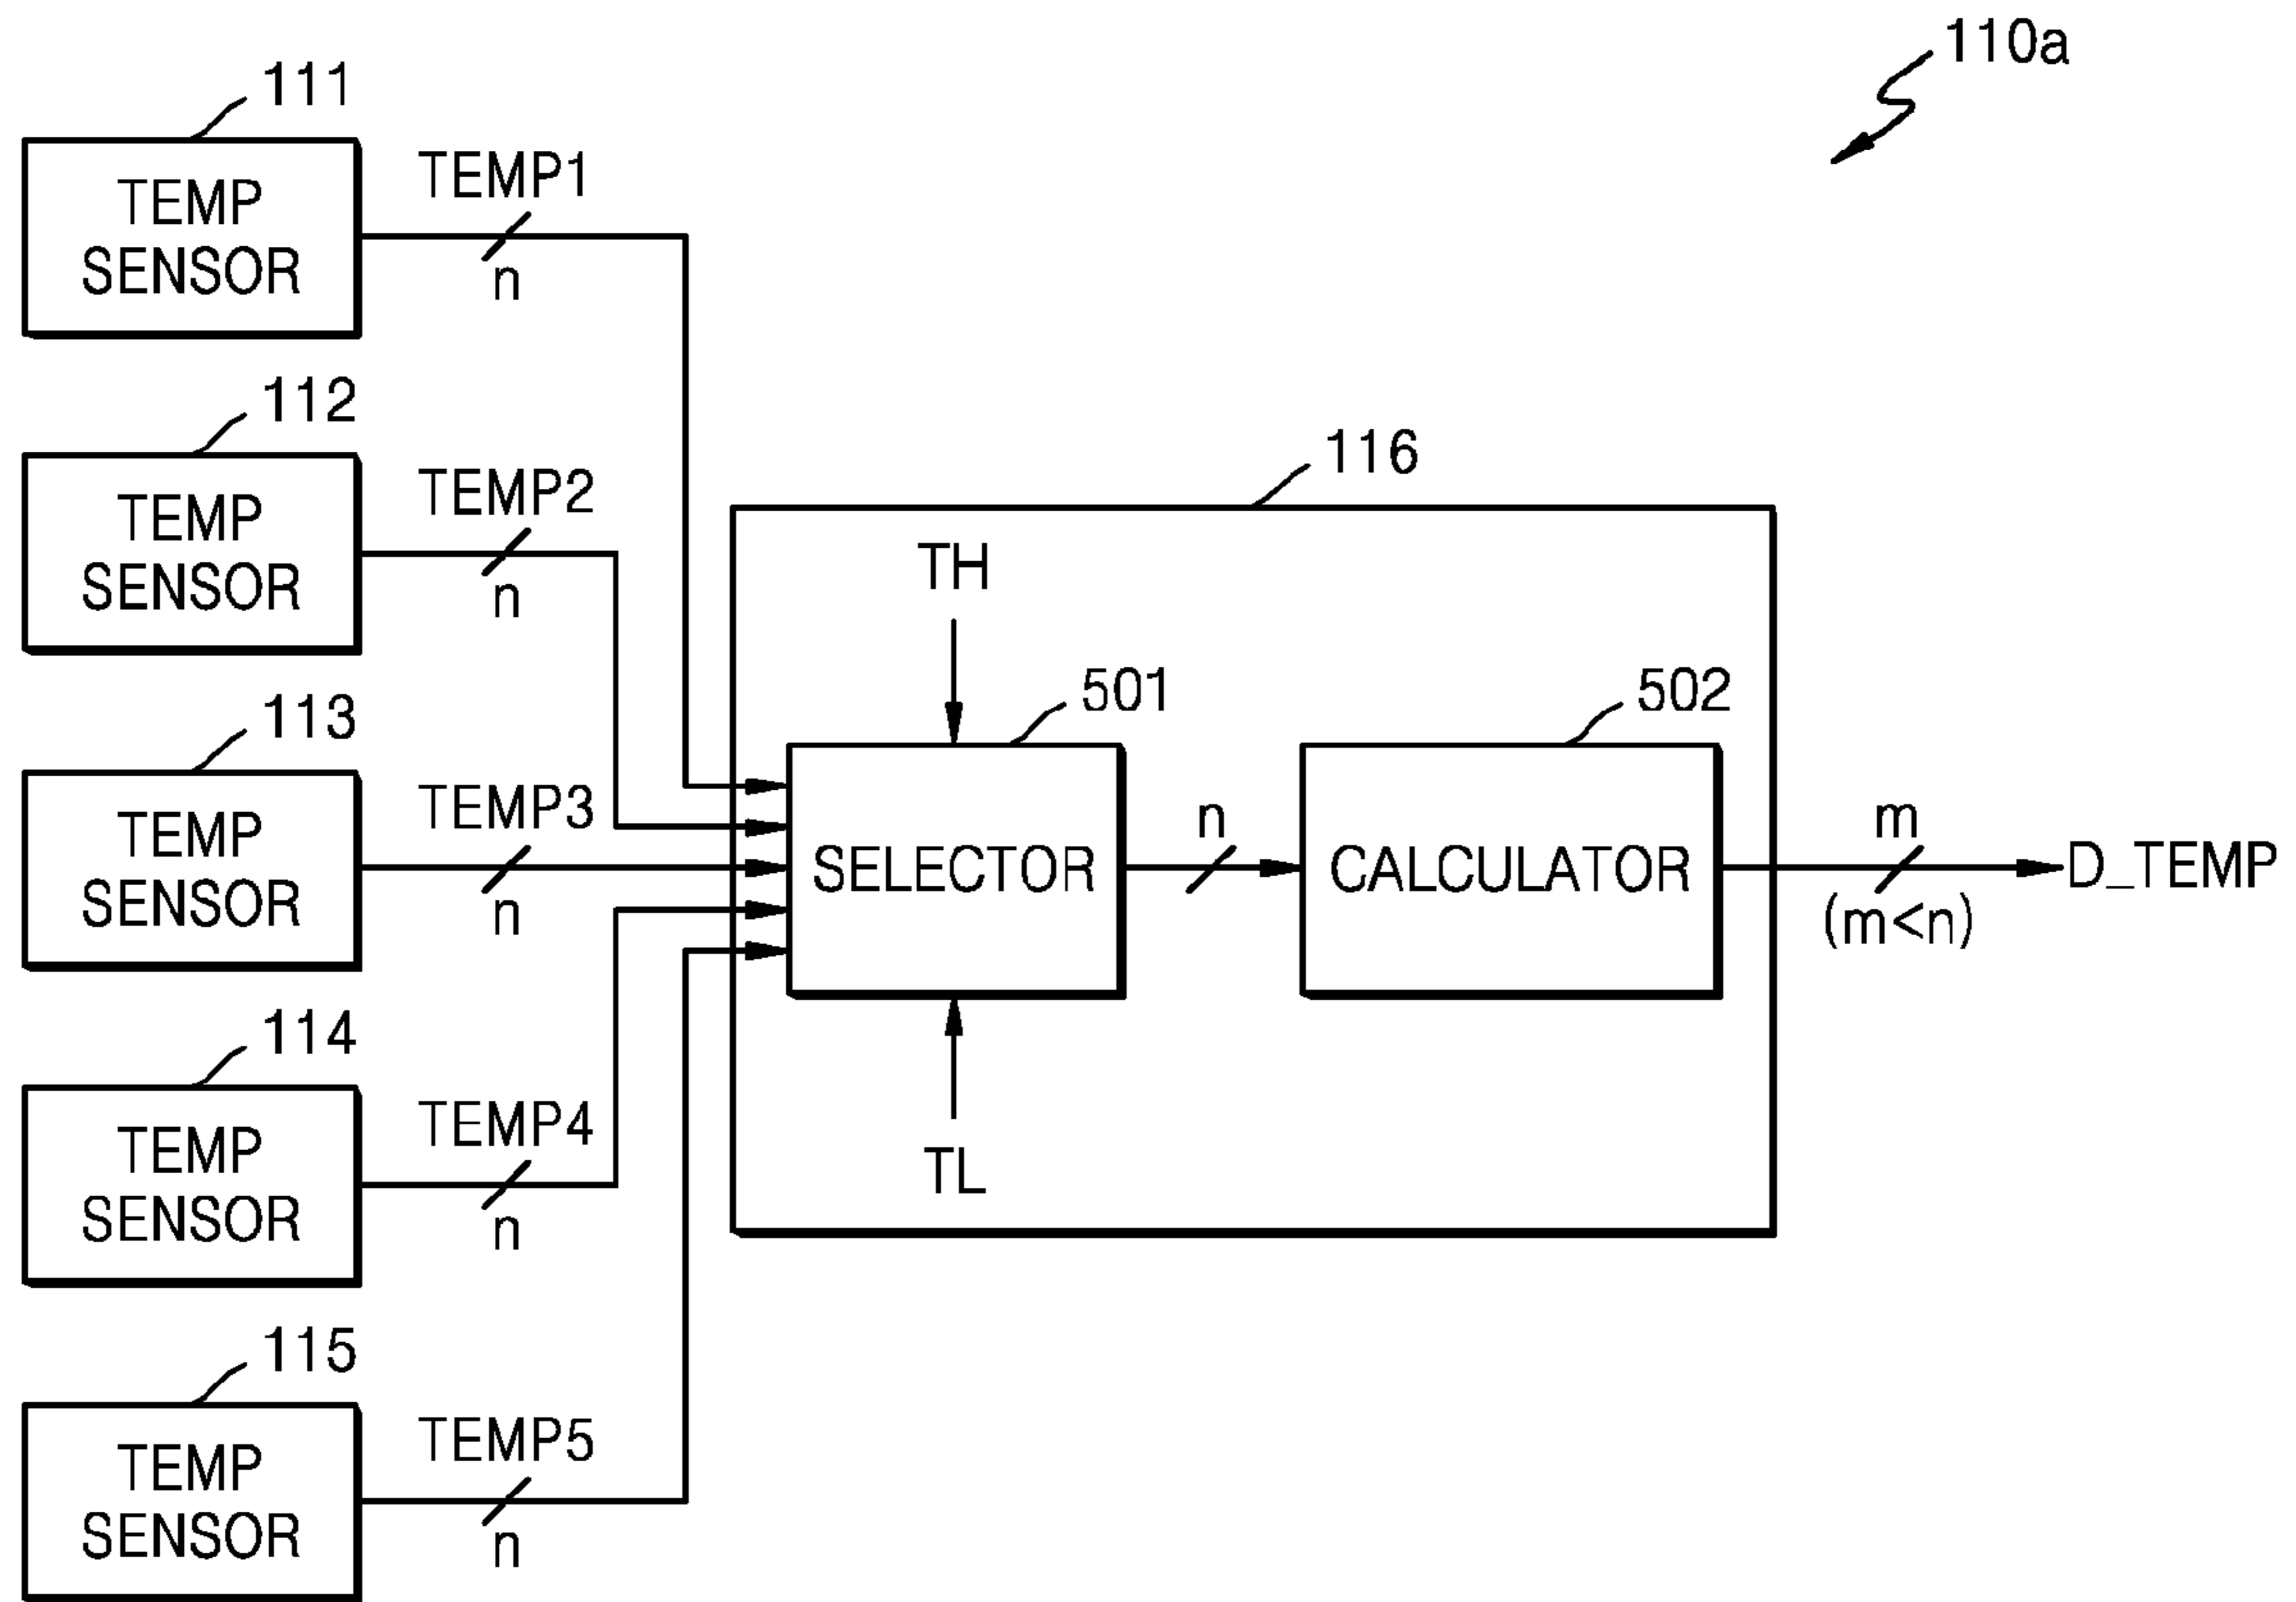 110a
111
TEMP
SENSOR
TEMP1
n
112
TEMP
SENSOR
TEMP2
n
113
TEMP
SENSOR
TEMP3
n
114
TEMP
SENSOR
TEMP4
n
115
TEMP
SENSOR
TEMP5
n
116
TH
501
SELECTOR
TL
n
502
CALCULATOR
m
(m<n)
D_TEMP